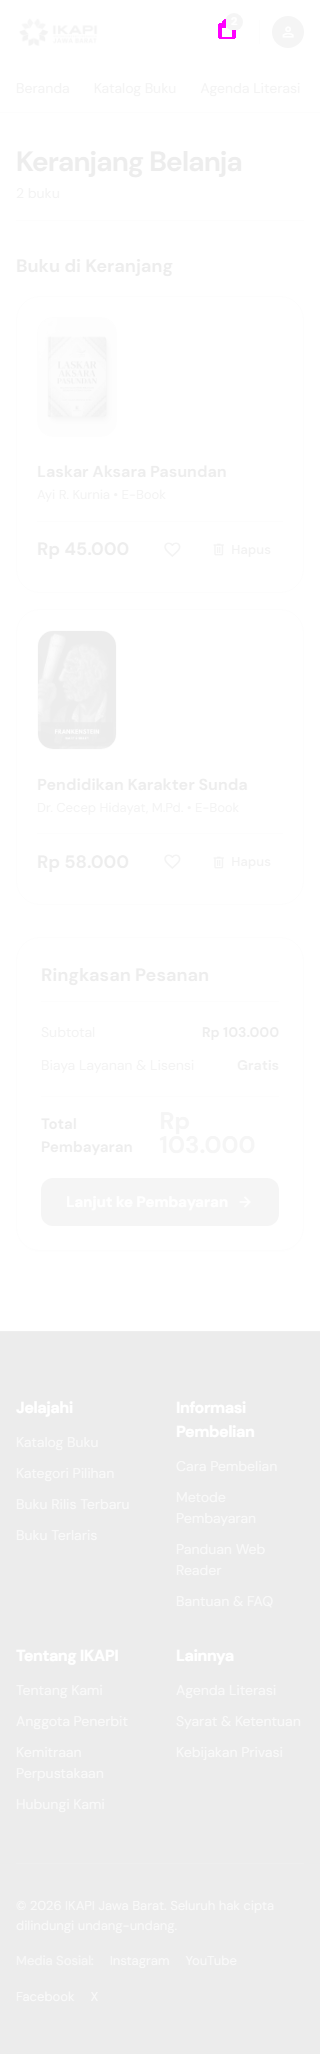 IKAPI
JAWA BARAT
Beranda Katalog Buku Agenda Literasi
Keranjang Belanja
2 buku
Buku di Keranjang
LASKAR
AKSARA
PASUNDAN
Laskar Aksara Pasundan
Ayi R. Kurnia • E-Book
Rp 45.000 Hapus
FRANKENSTEIN
Pendidikan Karakter Sunda
Dr. Cecep Hidayat, M.Pd. • E-Book
Rp 58.000 Hapus
Ringkasan Pesanan
Subtotal Rp 103.000
Biaya Layanan & Lisensi Gratis
Total Pembayaran Rp 103.000
Lanjut ke Pembayaran →
Jelajahi
Katalog Buku
Kategori Pilihan
Buku Rilis Terbaru
Buku Terlaris
Informasi
Pembelian
Cara Pembelian
Metode
Pembayaran
Panduan Web
Reader
Bantuan & FAQ
Tentang IKAPI
Tentang Kami
Anggota Penerbit
Kemitraan
Perpustakaan
Hubungi Kami
Lainnya
Agenda Literasi
Syarat & Ketentuan
Kebijakan Privasi
© 2026 IKAPI Jawa Barat. Seluruh hak cipta
dilindungi undang-undang.
Media Sosial: Instagram YouTube
Facebook X